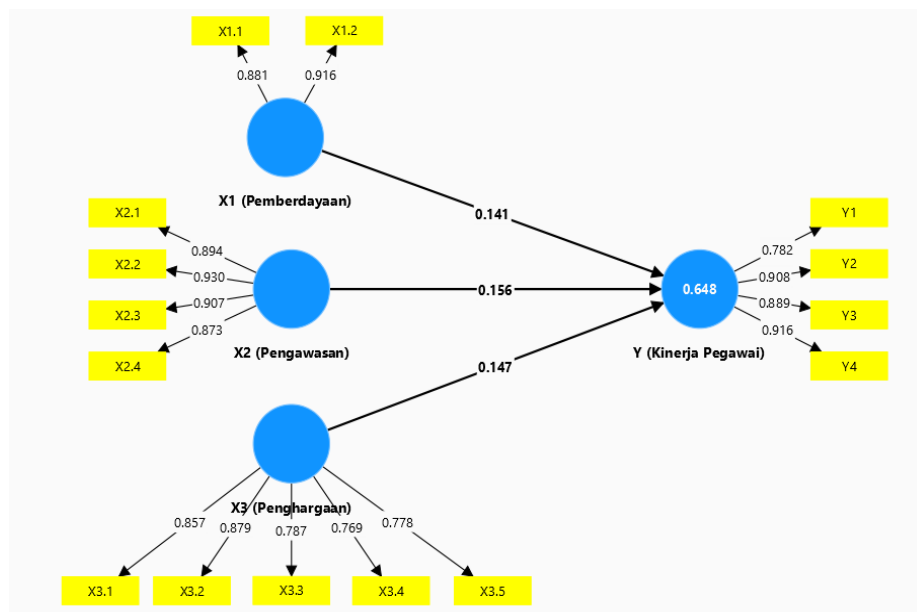 X1.1
X1.2
0.881
0.916
X1 (Pemberdayaan)
0.141
X2.1
X2.2
X2.3
X2.4
0.894
0.930
0.907
0.873
X2 (Pengawasan)
0.156
Y1
Y2
Y3
Y4
0.782
0.908
0.889
0.916
0.648
Y (Kinerja Pegawai)
0.147
X3 (Penghargaan)
0.857
0.879
0.787
0.769
0.778
X3.1
X3.2
X3.3
X3.4
X3.5